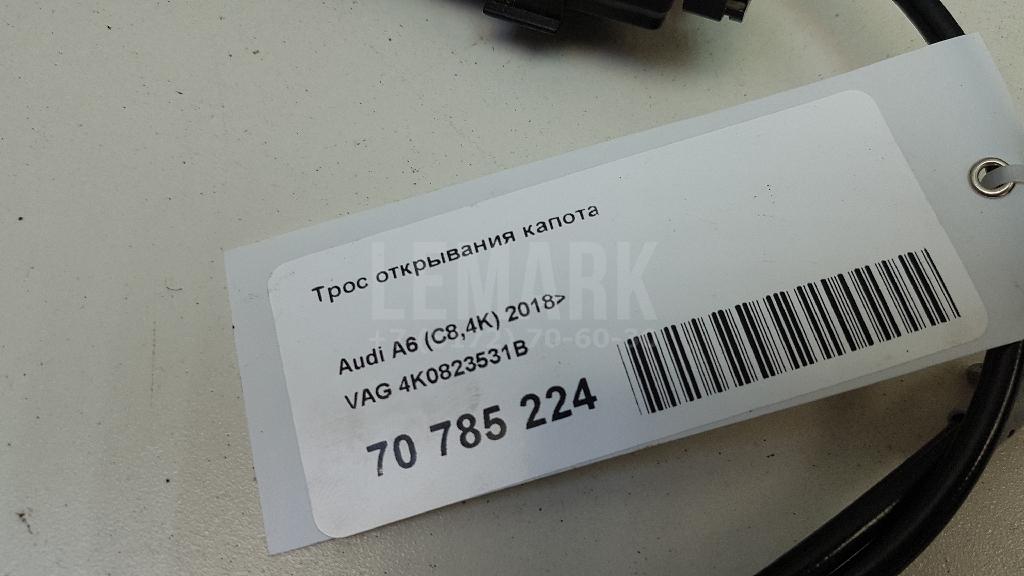 Трос открывания капота
LEMARK
Audi A6 (C8,4K) 2018>
VAG 4K0823531B
70 785 224